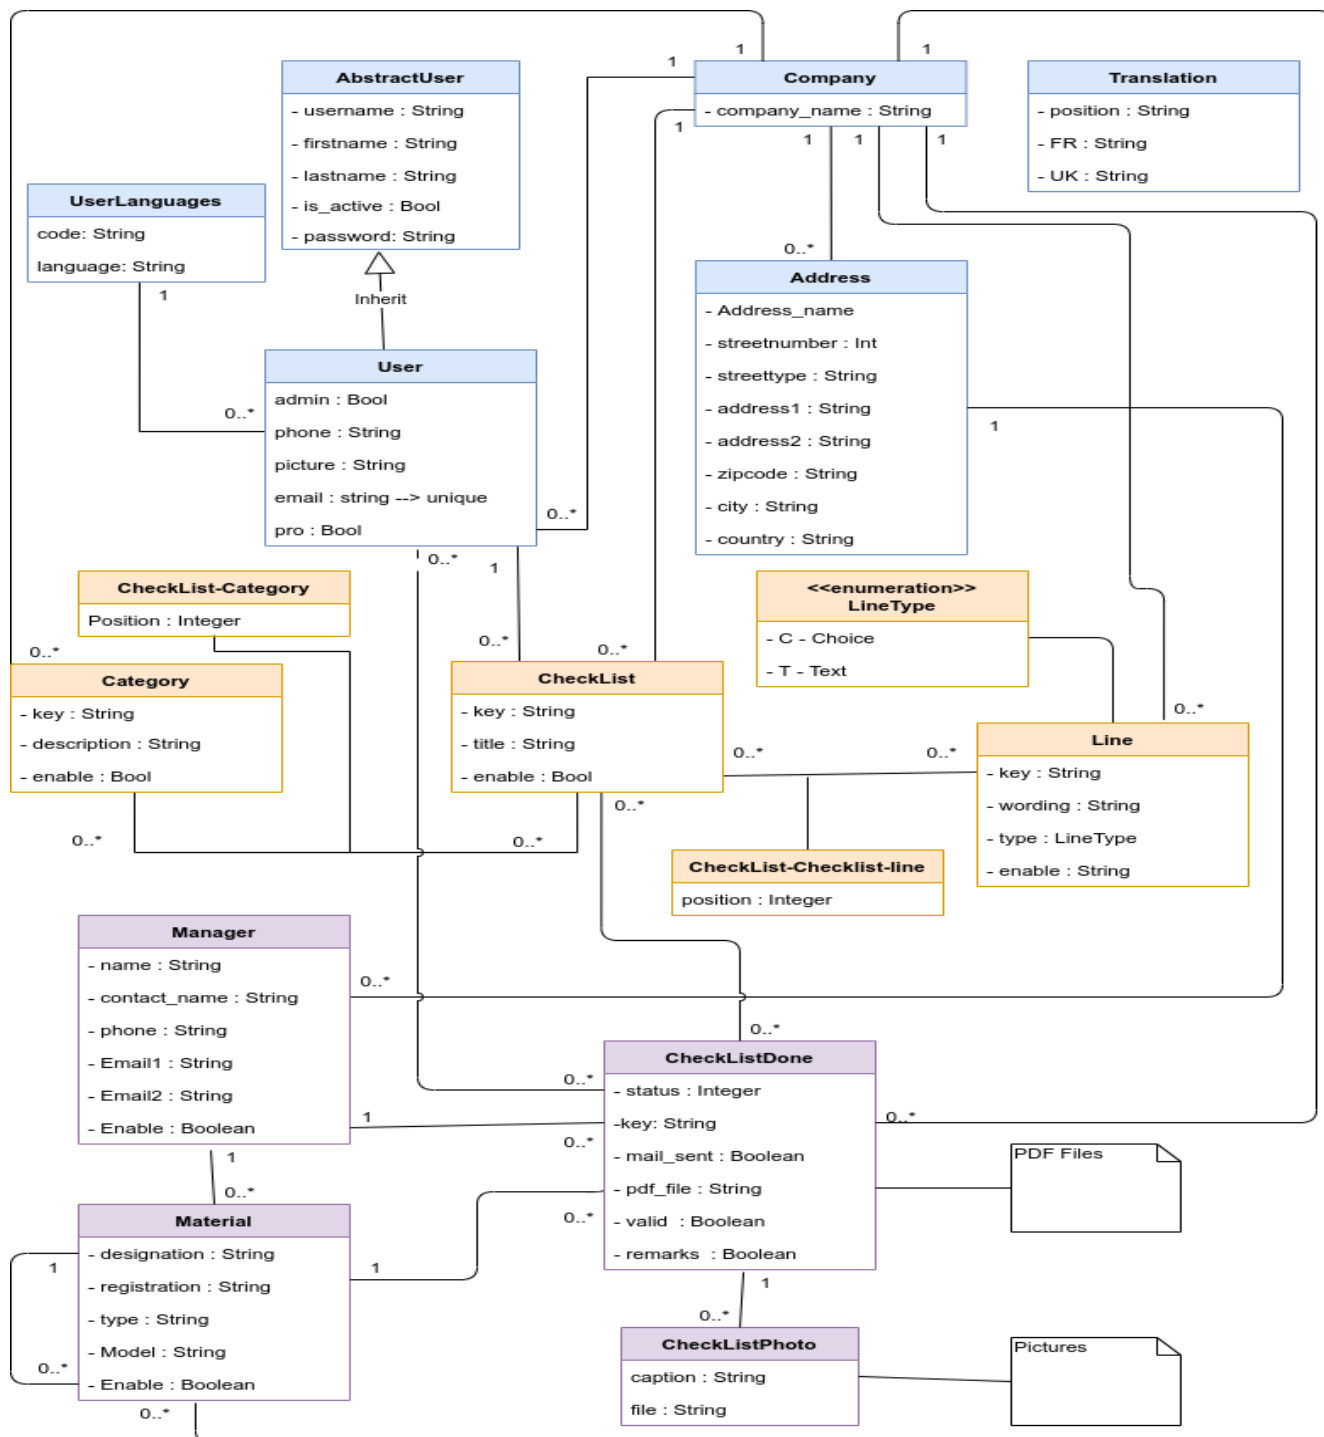 1
1
1
AbstractUser
- username : String
- firstname : String
- lastname : String
- is_active : Bool
- password: String
Company
- company_name : String
1
1
1
1
Translation
- position : String
- FR : String
- UK : String
UserLanguages
code: String
language: String
1
Inherit
0..*
Address
- Address_name
- streetnumber : Int
- streettype : String
- address1 : String
- address2 : String
- zipcode : String
- city : String
- country : String
1
User
admin : Bool
phone : String
picture : String
email : string --> unique
pro : Bool
0..*
0..*
0..*
1
CheckList-Category
Position : Integer
<<enumeration>>
LineType
- C - Choice
- T - Text
0..*
0..*
0..*
Category
- key : String
- description : String
- enable : Bool
CheckList
- key : String
- title : String
- enable : Bool
0..*
Line
- key : String
- wording : String
- type : LineType
- enable : String
0..*
0..*
0..*
0..*
0..*
CheckList-Checklist-line
position : Integer
Manager
- name : String
- contact_name : String
- phone : String
- Email1 : String
- Email2 : String
- Enable : Boolean
0..*
0..*
CheckListDone
- status : Integer
-key: String
- mail_sent : Boolean
- pdf_file : String
- valid : Boolean
- remarks : Boolean
0..*
1
0..*
0..*
0..*
PDF Files
1
0..*
Material
- designation : String
- registration : String
- type : String
- Model : String
- Enable : Boolean
1
1
0..*
0..*
1
0..*
CheckListPhoto
caption : String
file : String
Pictures